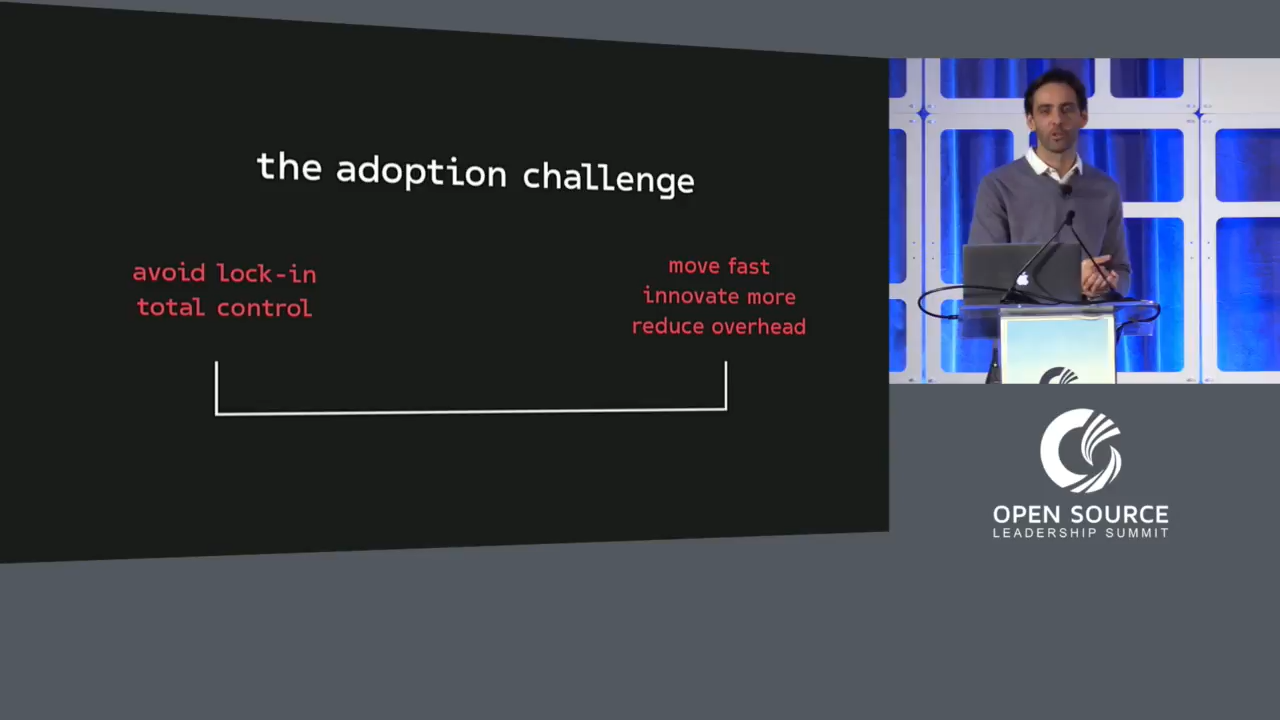 the adoption challenge
avoid lock-in
total control
move fast
innovate more
reduce overhead
OPEN SOURCE
LEADERSHIP SUMMIT